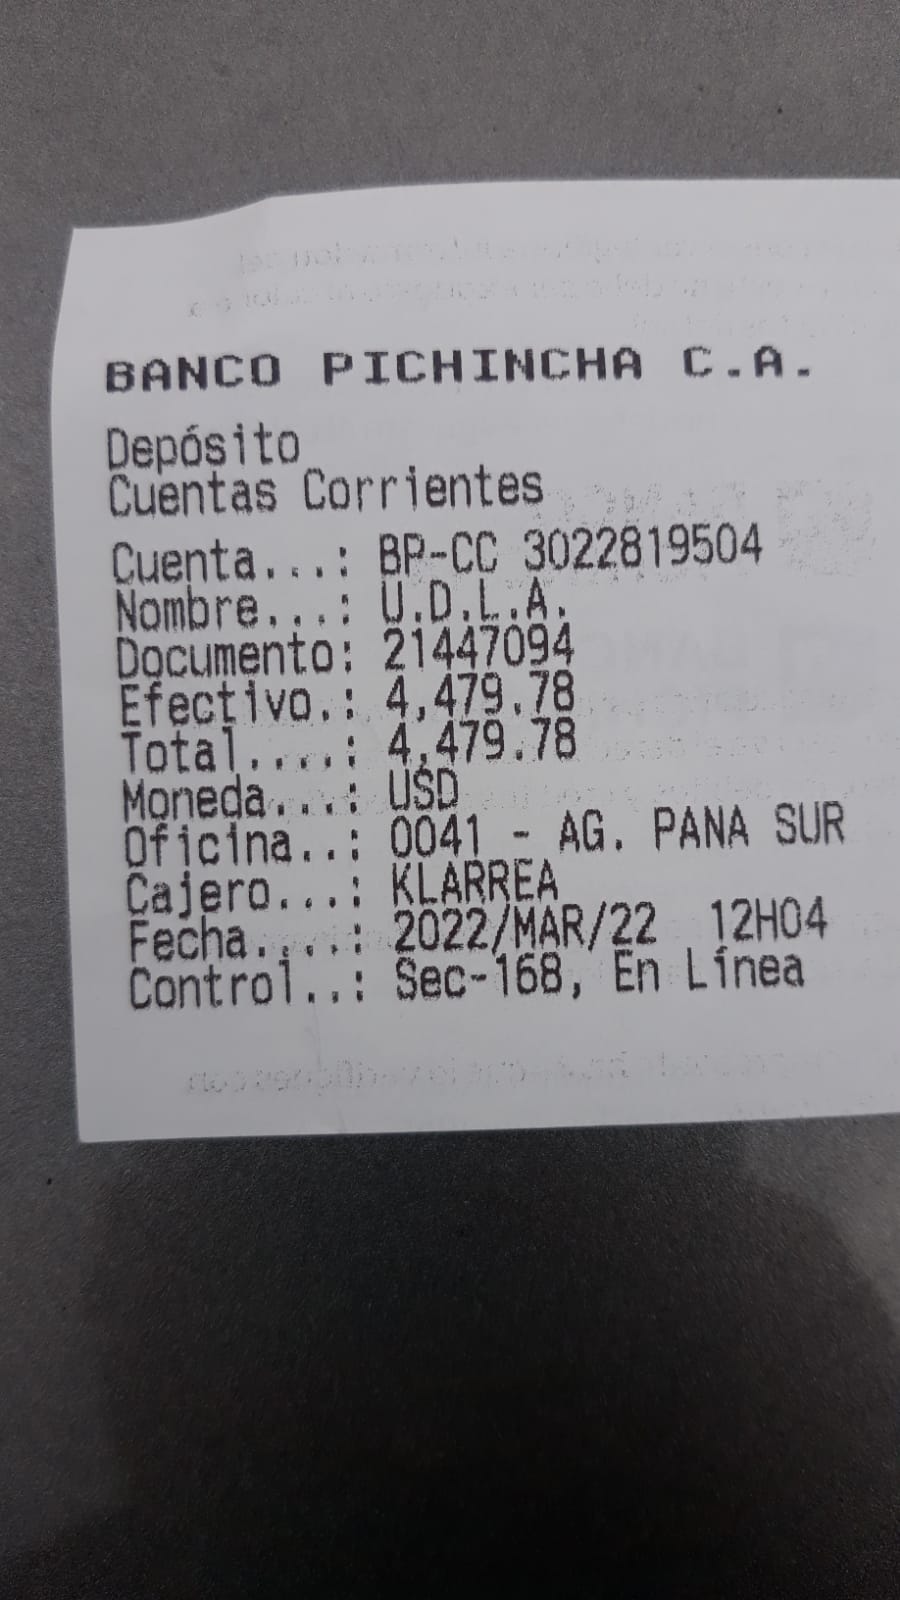 BANCO PICHINCHA C.A.
Depósito
Cuentas Corrientes
Cuenta...: BP-CC 3022819504
Nombre...: U.D.L.A.
Documento: 21447094
Efectivo.: 4,479.78
Total....: 4,479.78
Moneda...: USD
Oficina..: 0041 - AG. PANA SUR
Cajero...: KLARREA
Fecha....: 2022/MAR/22 12H04
Control..: Sec-168, En Línea